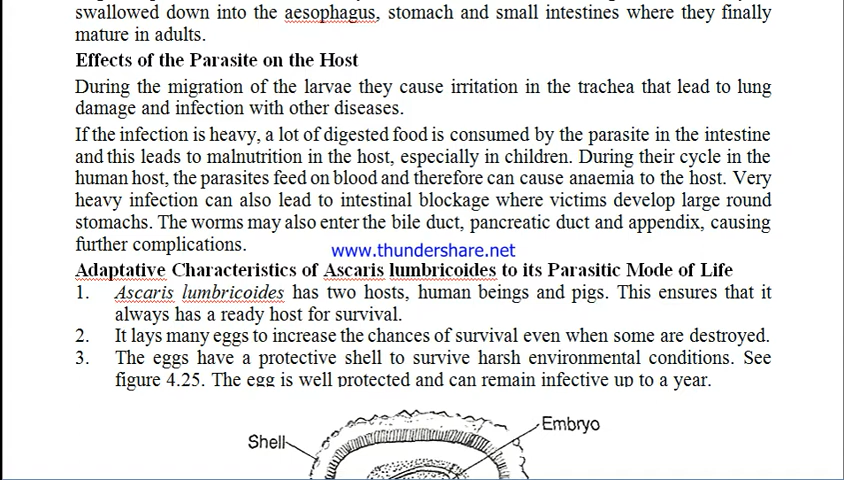 swallowed down into the aesophagus, stomach and small intestines where they finally
mature in adults.
Effects of the Parasite on the Host
During the migration of the larvae they cause irritation in the trachea that lead to lung
damage and infection with other diseases.
If the infection is heavy, a lot of digested food is consumed by the parasite in the intestine
and this leads to malnutrition in the host, especially in children. During their cycle in the
human host, the parasites feed on blood and therefore can cause anaemia to the host. Very
heavy infection can also lead to intestinal blockage where victims develop large round
stomachs. The worms may also enter the bile duct, pancreatic duct and appendix, causing
further complications.
www.thundershare.net
Adaptative Characteristics of Ascaris lumbricoides to its Parasitic Mode of Life
1. Ascaris lumbricoides has two hosts, human beings and pigs. This ensures that it
always has a ready host for survival.
2. It lays many eggs to increase the chances of survival even when some are destroyed.
3. The eggs have a protective shell to survive harsh environmental conditions. See
figure 4.25. The egg is well protected and can remain infective up to a year.
Embryo
Shell